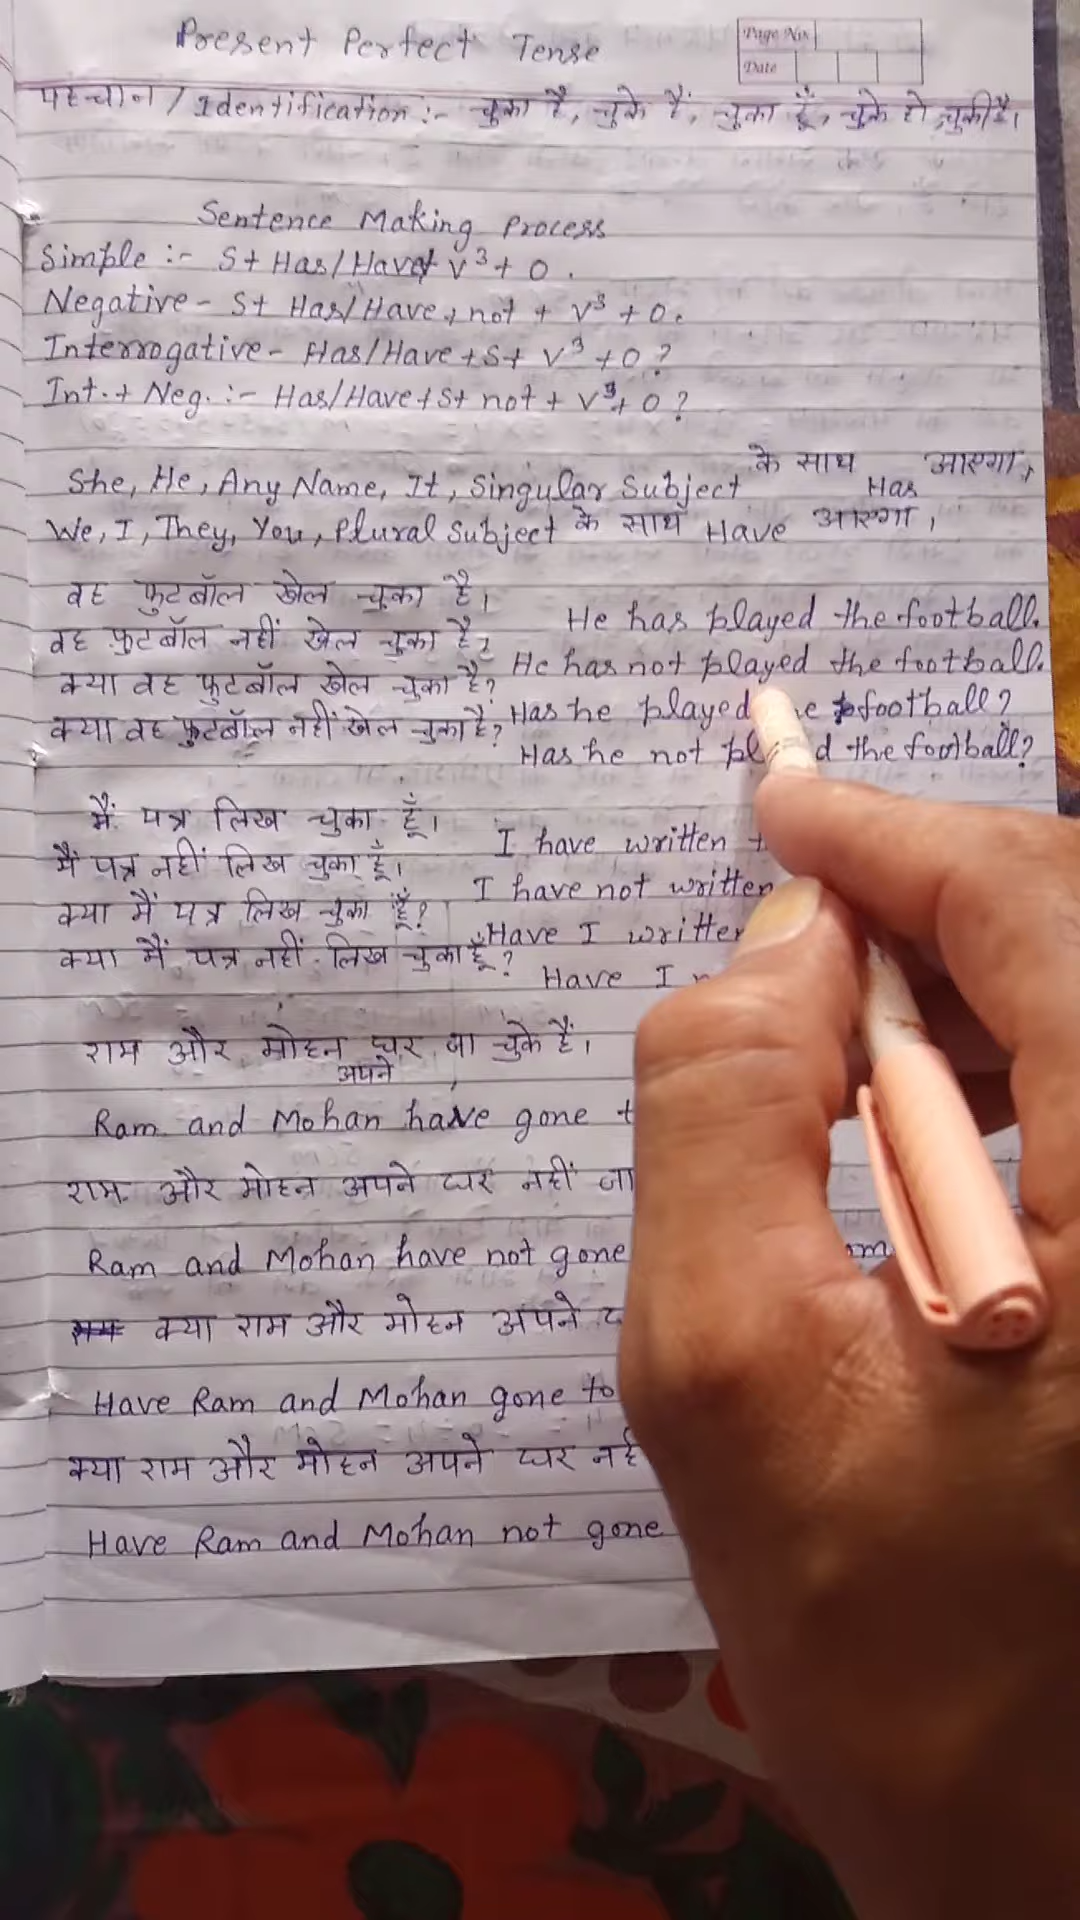 Present Perfect Tense
Page No.
Date
पहचान / Identification :- चुका है, चुके हैं, चुका हूँ, चुके हो, चुकी है।
Sentence Making Process
Simple :- S+ Has/Have+ V3 + O.
Negative - S+ Has/Have + not + V3 + O.
Interrogative - Has/Have + S+ V3 + O ?
Int. + Neg. :- Has/Have + S+ not + V3 + O ?
She, He, Any Name, It, Singular Subject के साथ Has आएगा,
We, I, They, You, Plural Subject के साथ Have आएगा,
वह फुटबॉल खेल चुका है। He has played the football.
वह फुटबॉल नहीं खेल चुका है? He has not played the football.
क्या वह फुटबॉल खेल चुका है? Has he played football?
क्या वह फुटबॉल नहीं खेल चुका है? Has he not the football?
मैं पत्र लिख चुका हूँ। I have written
मैं पत्र नहीं लिख चुका हूँ। I have not written
क्या मैं पत्र लिख चुका हूँ? Have I written
क्या मैं पत्र नहीं लिख चुका हूँ? Have I
राम और मोहन घर जा चुके हैं।
अपने
Ram and Mohan have gone
राम और मोहन अपने घर नहीं जा
Ram and Mohan have not gone
क्या राम और मोहन अपने
Have Ram and Mohan gone to
क्या राम और मोहन अपने घर
Have Ram and Mohan not gone